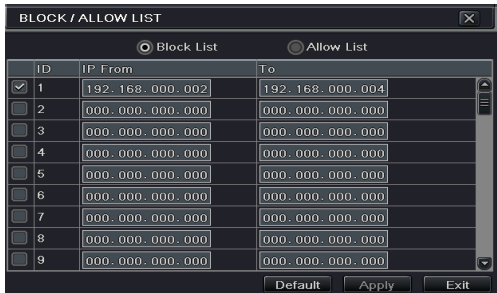 BLOCK / ALLOW LIST
Block List Allow List
ID IP From To
1 192.168.000.002 192.168.000.004
2 000.000.000.000 000.000.000.000
3 000.000.000.000 000.000.000.000
4 000.000.000.000 000.000.000.000
5 000.000.000.000 000.000.000.000
6 000.000.000.000 000.000.000.000
7 000.000.000.000 000.000.000.000
8 000.000.000.000 000.000.000.000
9 000.000.000.000 000.000.000.000
Default Apply Exit